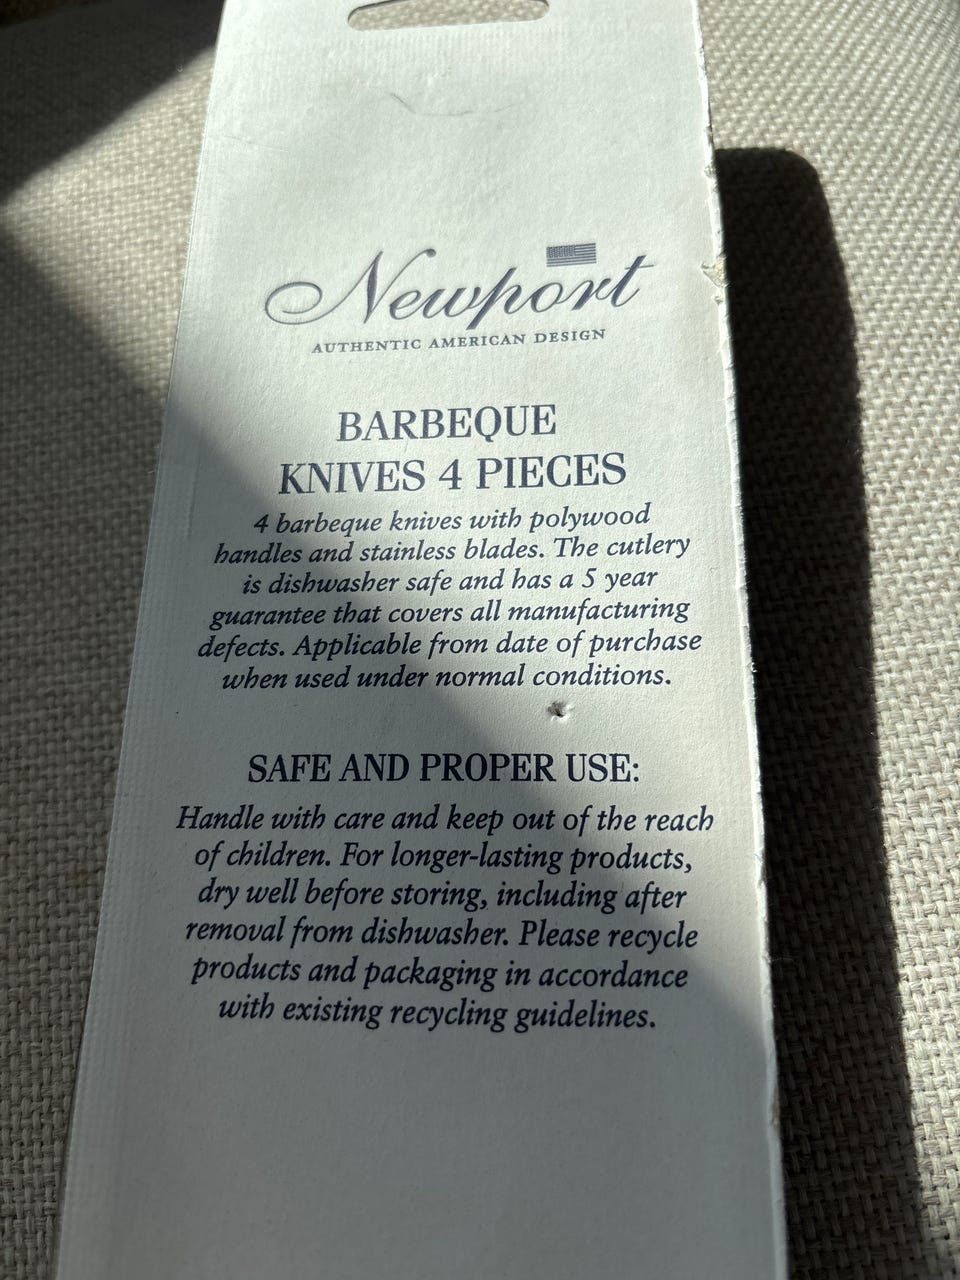 Newport
AUTHENTIC AMERICAN DESIGN
BARBEQUE
KNIVES 4 PIECES
4 barbeque knives with polywood
handles and stainless blades. The cutlery
is dishwasher safe and has a 5 year
guarantee that covers all manufacturing
defects. Applicable from date of purchase
when used under normal conditions.
SAFE AND PROPER USE:
Handle with care and keep out of the reach
of children. For longer-lasting products,
dry well before storing, including after
removal from dishwasher. Please recycle
products and packaging in accordance
with existing recycling guidelines.